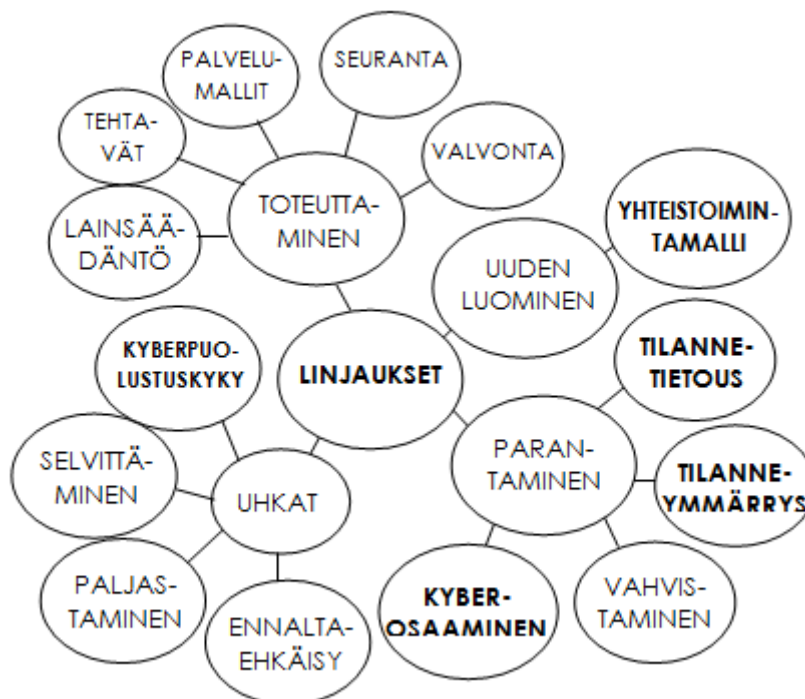 PALVELU-
MALLIT
SEURANTA
TEHTA-
VÄT
VALVONTA
LAINSÄÄ-
DÄNTÖ
TOTEUTTA-
MINEN
YHTEISTOIMIN-
TAMALLI
UUDEN
LUOMINEN
KYBERPUO-
LUSTUSKYKY
LINJAUKSET
TILANNE-
TIETOUS
SELVITTÄ-
MINEN
UHKAT
PARAN-
TAMINEN
TILANNE-
YMMÄRRYS
PALJAS-
TAMINEN
ENNALTA-
EHKÄISY
KYBER-
OSAAMINEN
VAHVIS-
TAMINEN